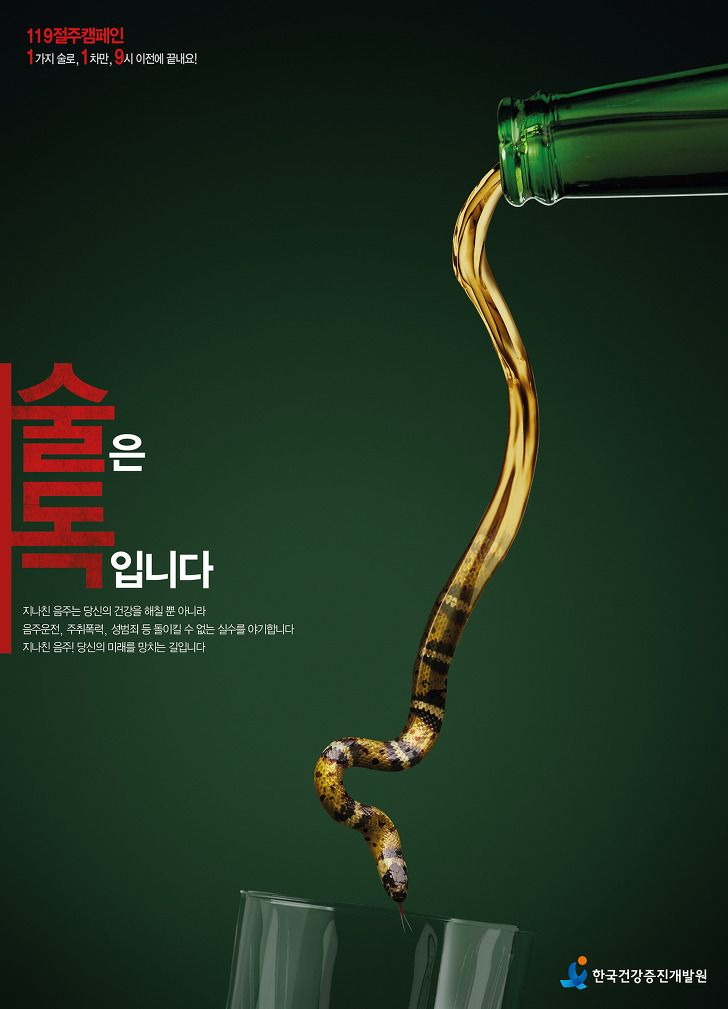 119절주캠페인
1가지 술로, 1차만, 9시 이전에 끝내요!
술은
독입니다
지나친 음주는 당신의 건강을 해칠 뿐 아니라
음주운전, 주취폭력, 성범죄 등 돌이킬 수 없는 실수를 야기합니다
지나친 음주! 당신의 미래를 망치는 길입니다
한국건강증진개발원